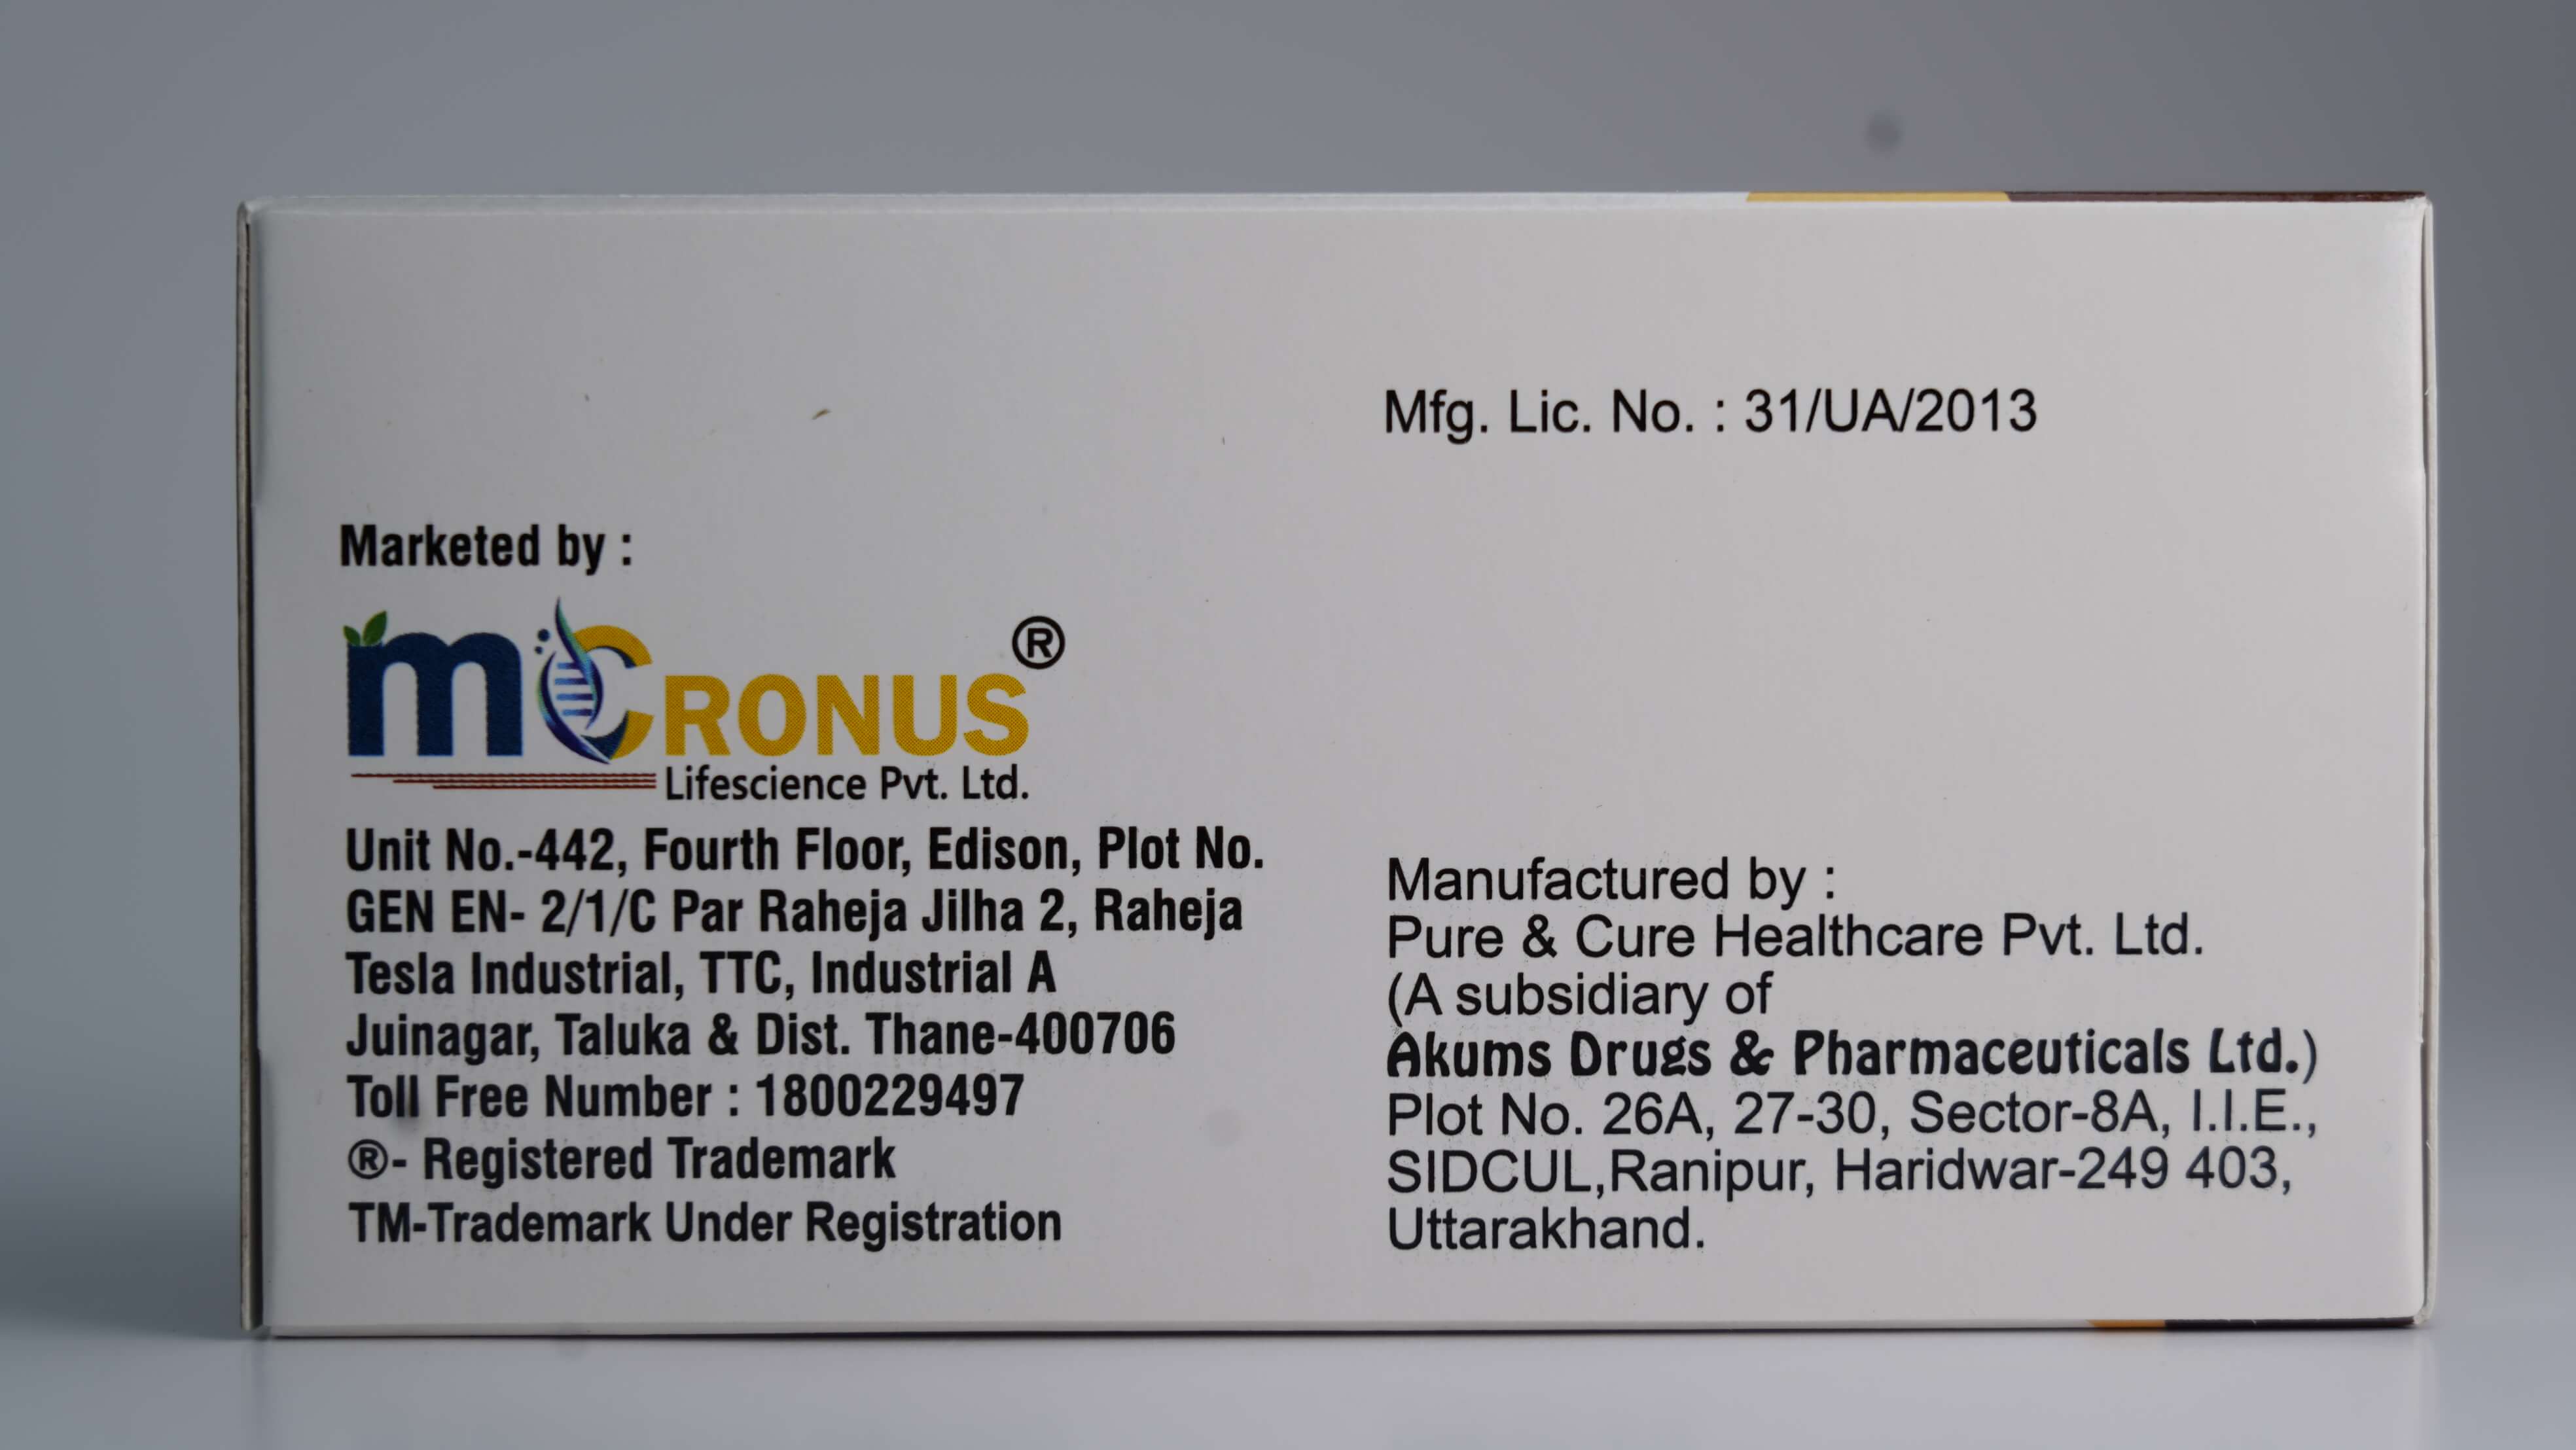 Mfg. Lic. No. : 31/UA/2013
Marketed by :
mCRONUS®
Lifescience Pvt. Ltd.
Unit No.-442, Fourth Floor, Edison, Plot No.
GEN EN- 2/1/C Par Raheja Jilha 2, Raheja
Tesla Industrial, TTC, Industrial A
Juinagar, Taluka & Dist. Thane-400706
Toll Free Number : 1800229497
®- Registered Trademark
TM-Trademark Under Registration
Manufactured by :
Pure & Cure Healthcare Pvt. Ltd.
(A subsidiary of
Akums Drugs & Pharmaceuticals Ltd.)
Plot No. 26A, 27-30, Sector-8A, I.I.E.,
SIDCUL,Ranipur, Haridwar-249 403,
Uttarakhand.